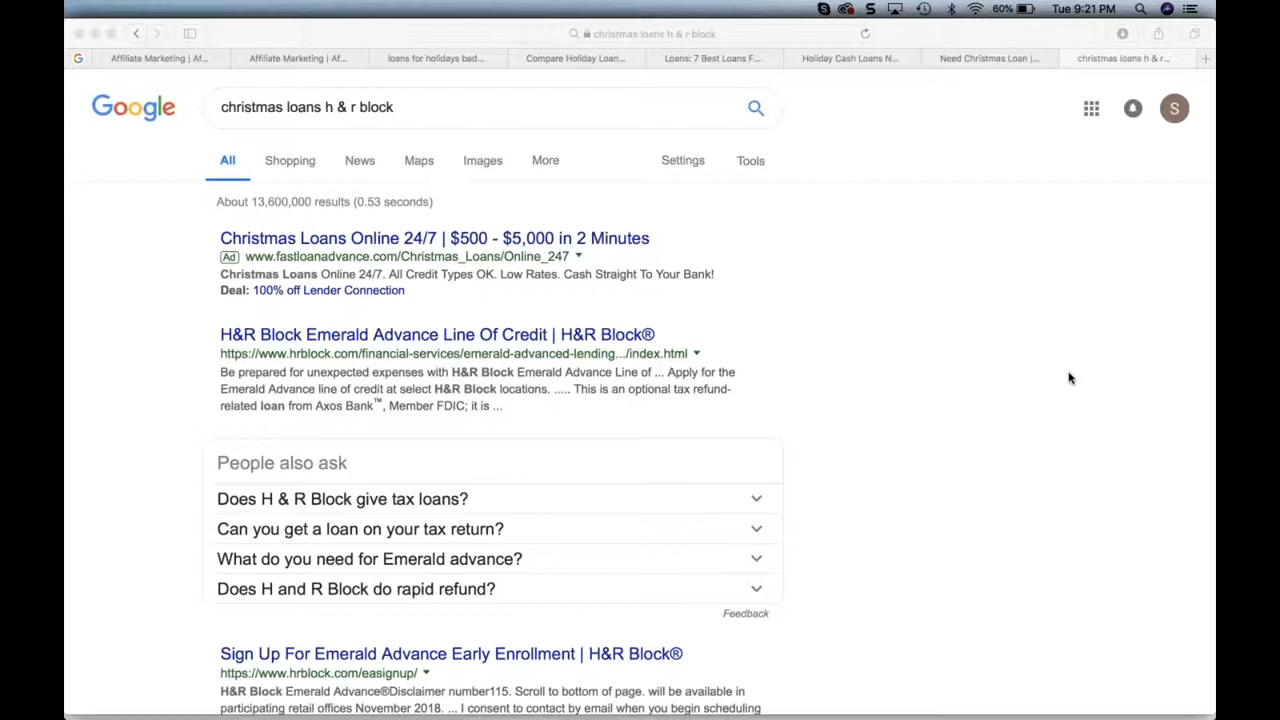 60% Tue 9:21 PM
christmas loans h & r block
Affiliate Marketing | Af...
Affiliate Marketing | Af...
loans for holidays bad...
Compare Holiday Loan...
Loans: 7 Best Loans F...
Holiday Cash Loans N...
Need Christmas Loan |...
christmas loans h & r...
Google
christmas loans h & r block
S
All Shopping News Maps Images More Settings Tools
About 13,600,000 results (0.53 seconds)
Christmas Loans Online 24/7 | $500 - $5,000 in 2 Minutes
Ad www.fastloanadvance.com/Christmas_Loans/Online_247
Christmas Loans Online 24/7. All Credit Types OK. Low Rates. Cash Straight To Your Bank!
Deal: 100% off Lender Connection
H&R Block Emerald Advance Line Of Credit | H&R Block®
https://www.hrblock.com/financial-services/emerald-advanced-lending.../index.html
Be prepared for unexpected expenses with H&R Block Emerald Advance Line of ... Apply for the
Emerald Advance line of credit at select H&R Block locations. ..... This is an optional tax refund-
related loan from Axos Bank™, Member FDIC; it is ...
People also ask
Does H & R Block give tax loans?
Can you get a loan on your tax return?
What do you need for Emerald advance?
Does H and R Block do rapid refund?
Feedback
Sign Up For Emerald Advance Early Enrollment | H&R Block®
https://www.hrblock.com/easignup/
H&R Block Emerald Advance®Disclaimer number115. Scroll to bottom of page. will be available in
participating retail offices November 2018. ... I consent to contact by email when you begin scheduling